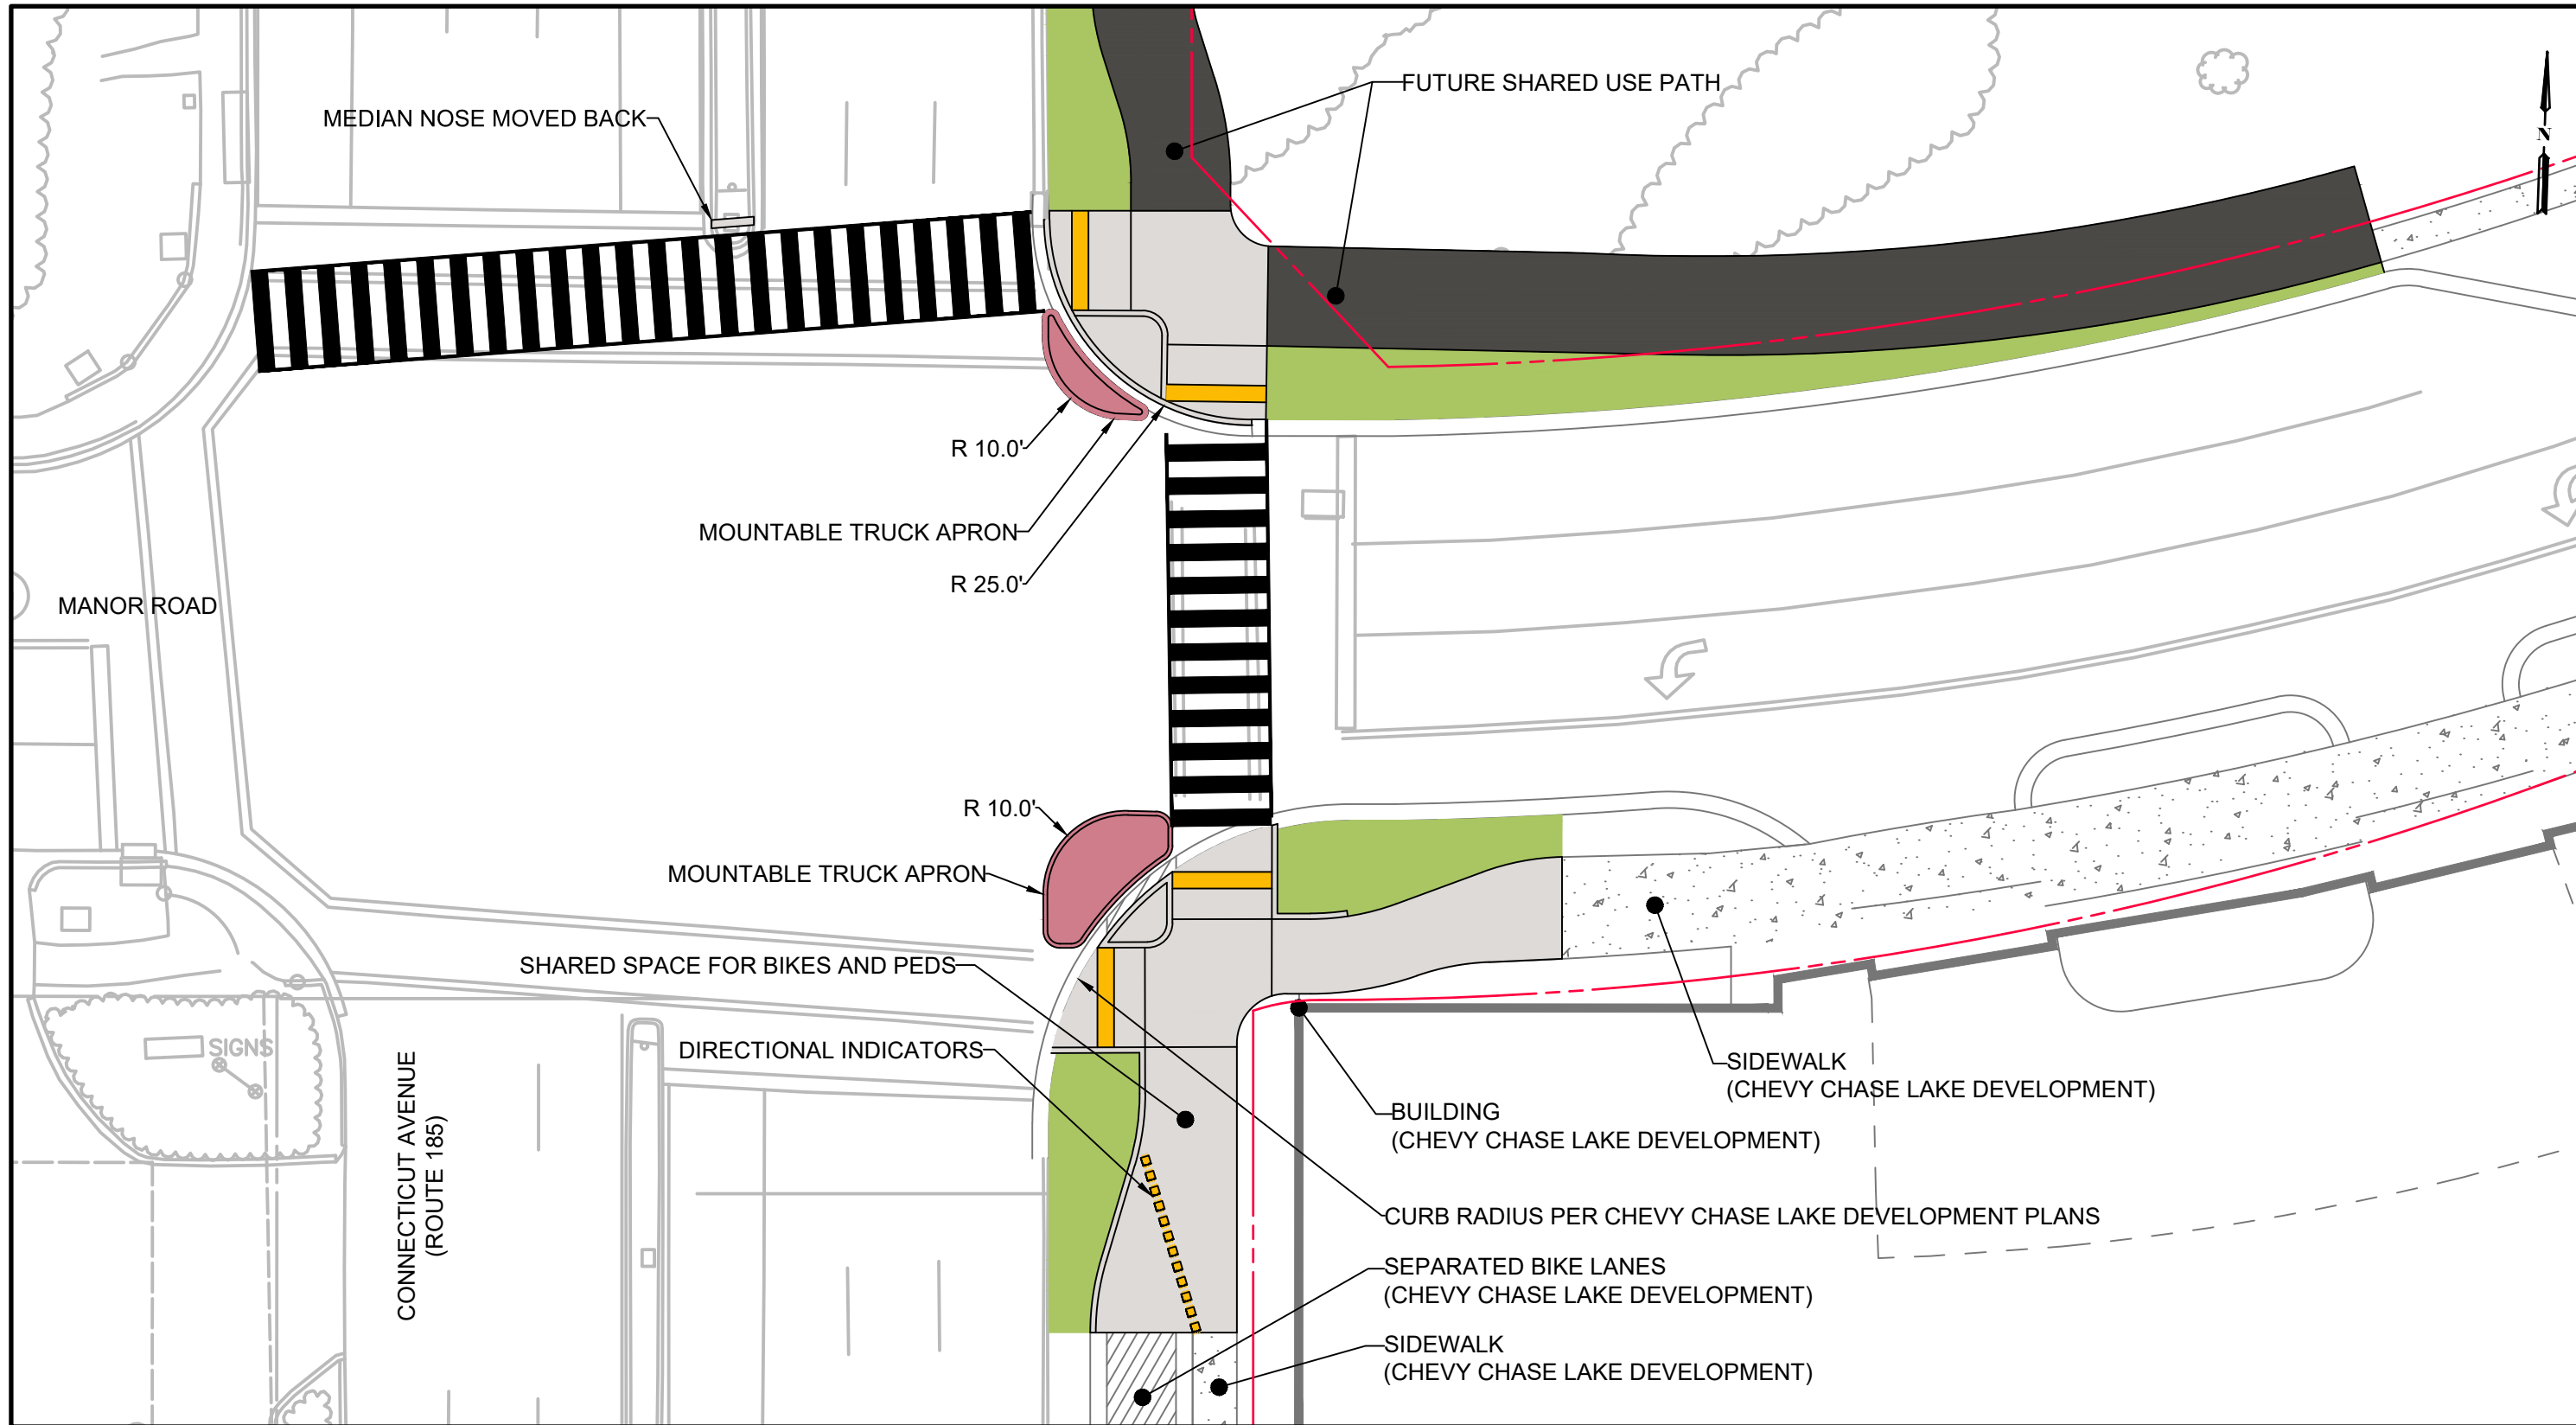 FUTURE SHARED USE PATH
MEDIAN NOSE MOVED BACK
N
R 10.0'
MOUNTABLE TRUCK APRON
R 25.0'
MANOR ROAD
R 10.0'
MOUNTABLE TRUCK APRON
SHARED SPACE FOR BIKES AND PEDS
SIGNS
DIRECTIONAL INDICATORS
CONNECTICUT AVENUE
(ROUTE 185)
SIDEWALK
(CHEVY CHASE LAKE DEVELOPMENT)
BUILDING
(CHEVY CHASE LAKE DEVELOPMENT)
CURB RADIUS PER CHEVY CHASE LAKE DEVELOPMENT PLANS
SEPARATED BIKE LANES
(CHEVY CHASE LAKE DEVELOPMENT)
SIDEWALK
(CHEVY CHASE LAKE DEVELOPMENT)